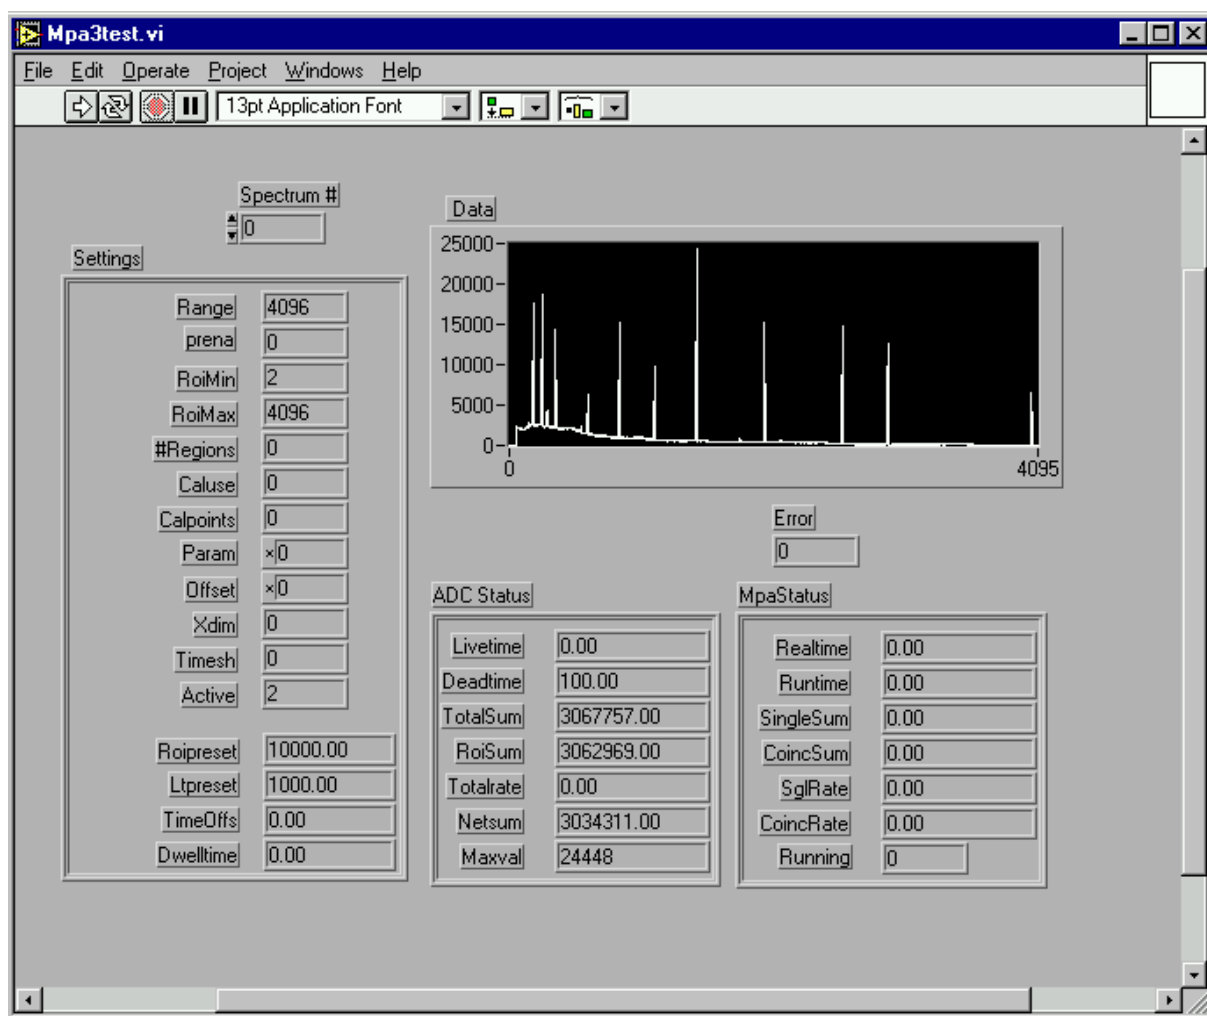 Mpa3test.vi
File Edit Operate Project Windows Help
13pt Application Font
Spectrum #
0
Settings
Range 4096
prena 0
RoiMin 2
RoiMax 4096
#Regions 0
Caluse 0
Calpoints 0
Param ×0
Offset ×0
Xdim 0
Timesh 0
Active 2
Roipreset 10000.00
Ltpreset 1000.00
TimeOffs 0.00
Dwelltime 0.00
Data
25000
20000
15000
10000
5000
0
0 4095
Error
0
ADC Status
Livetime 0.00
Deadtime 100.00
TotalSum 3067757.00
RoiSum 3062969.00
Totalrate 0.00
Netsum 3034311.00
Maxval 24448
MpaStatus
Realtime 0.00
Runtime 0.00
SingleSum 0.00
CoincSum 0.00
SglRate 0.00
CoincRate 0.00
Running 0